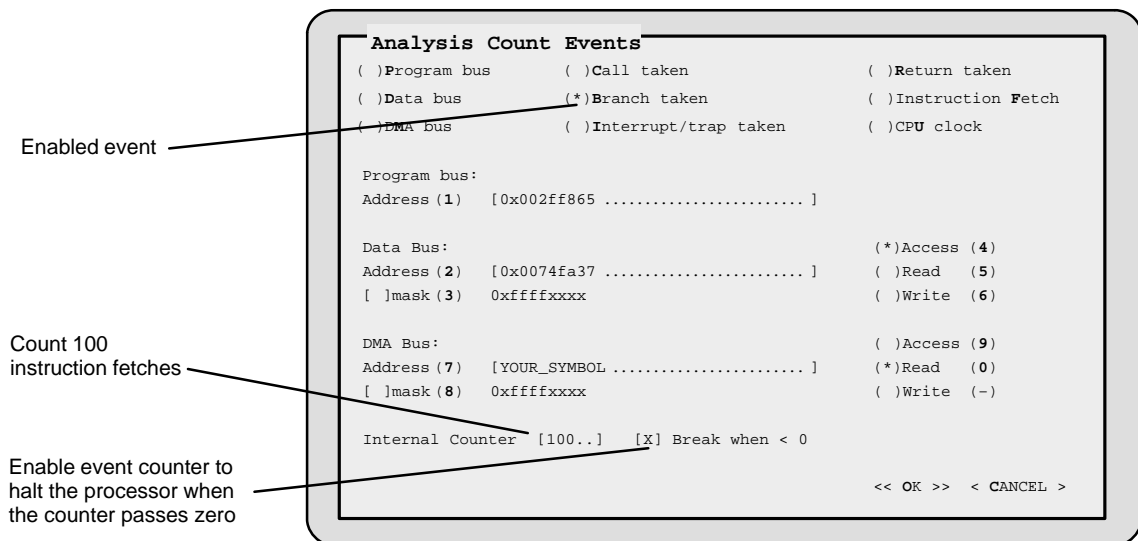 Analysis Count Events
( )Program bus ( )Call taken ( )Return taken
( )Data bus (*)Branch taken ( )Instruction Fetch
( )DMA bus ( )Interrupt/trap taken ( )CPU clock
Enabled event
Program bus:
Address (1) [0x002ff865 ......................... ]
Data Bus: (*)Access (4)
Address (2) [0x0074fa37 ......................... ] ( )Read (5)
[ ]mask (3) 0xffffxxxx ( )Write (6)
Count 100
instruction fetches
DMA Bus: ( )Access (9)
Address (7) [YOUR_SYMBOL ........................ ] (*)Read (0)
[ ]mask (8) 0xffffxxxx ( )Write (–)
Internal Counter [100..] [X] Break when < 0
Enable event counter to
halt the processor when
the counter passes zero
<< OK >> < CANCEL >